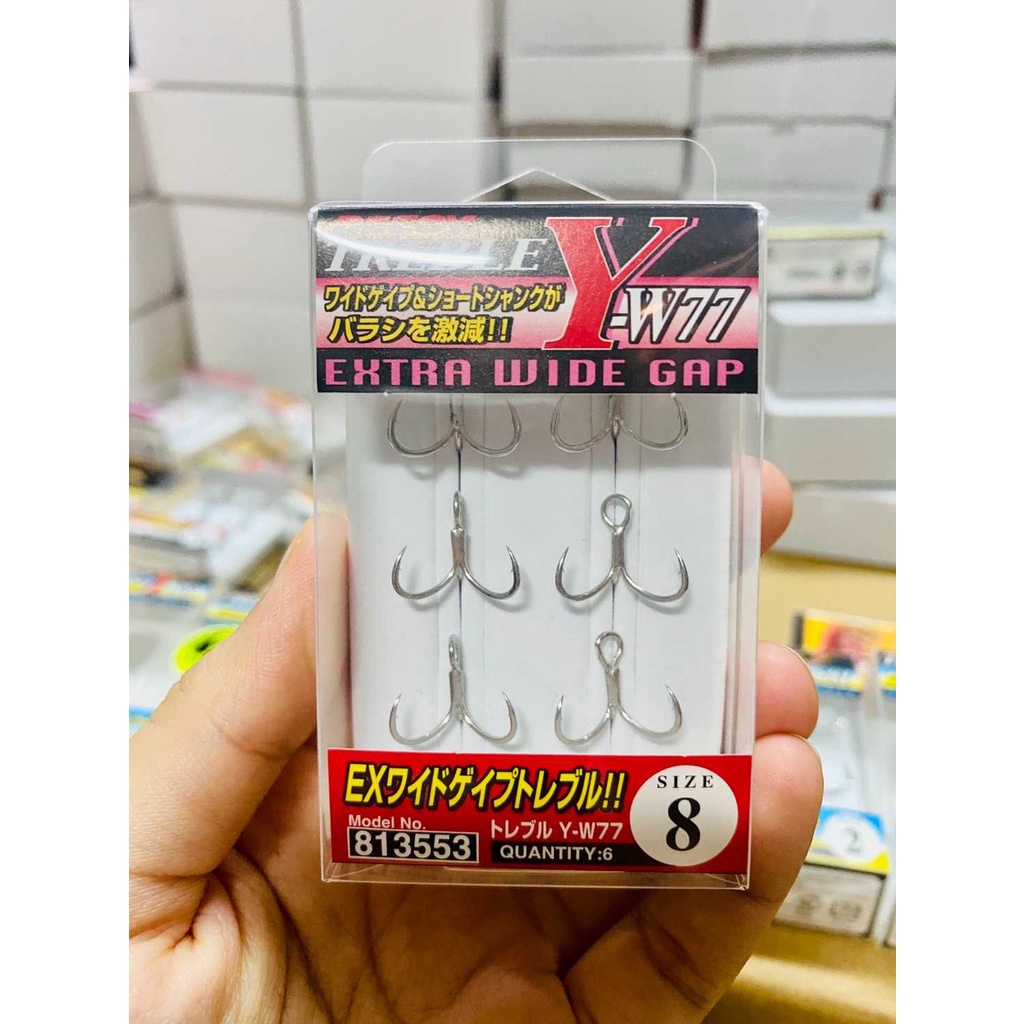 DECOY
TREBLE Y-W77
ワイドゲイプ&ショートシャンクが
バラシを激減!!
EXTRA WIDE GAP
EXワイドゲイプトレブル!!
SIZE
8
Model No.
813553
トレブル Y-W77
QUANTITY:6
2